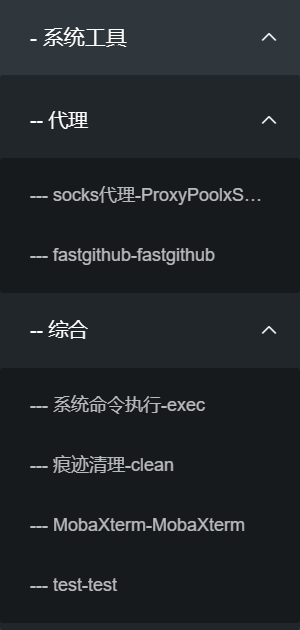 - 系统工具
-- 代理
--- socks代理-ProxyPoolxS...
--- fastgithub-fastgithub
-- 综合
--- 系统命令执行-exec
--- 痕迹清理-clean
--- MobaXterm-MobaXterm
--- test-test